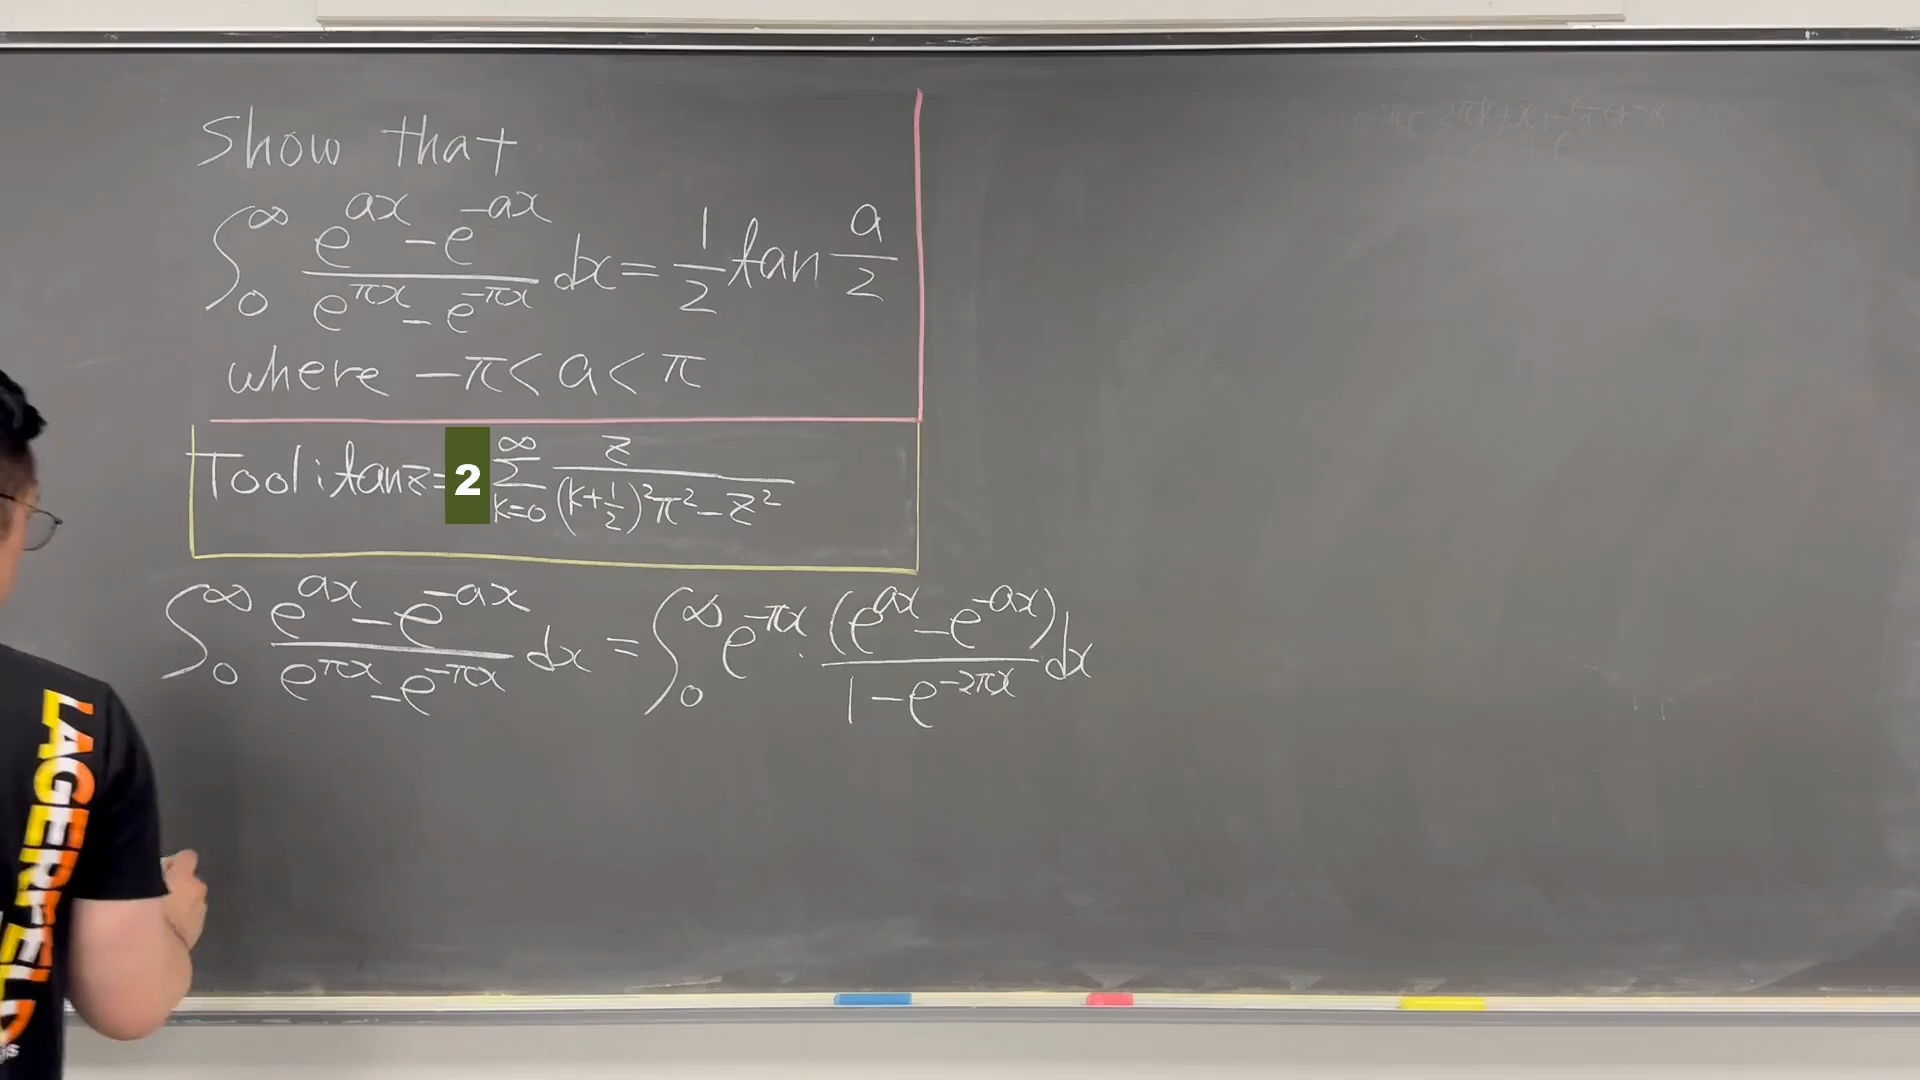 Show that
∫₀^∞ (e^{ax} - e^{-ax})/(e^{πx} - e^{-πx}) dx = 1/2 tan a/2
where -π < a < π
Tool: tan z = 2 Σ_{k=0}^∞ z/((k+1/2)²π² - z²)
∫₀^∞ (e^{ax} - e^{-ax})/(e^{πx} - e^{-πx}) dx = ∫₀^∞ e^{-πx} · (e^{ax} - e^{-ax})/(1 - e^{-2πx}) dx
LAGERFELD